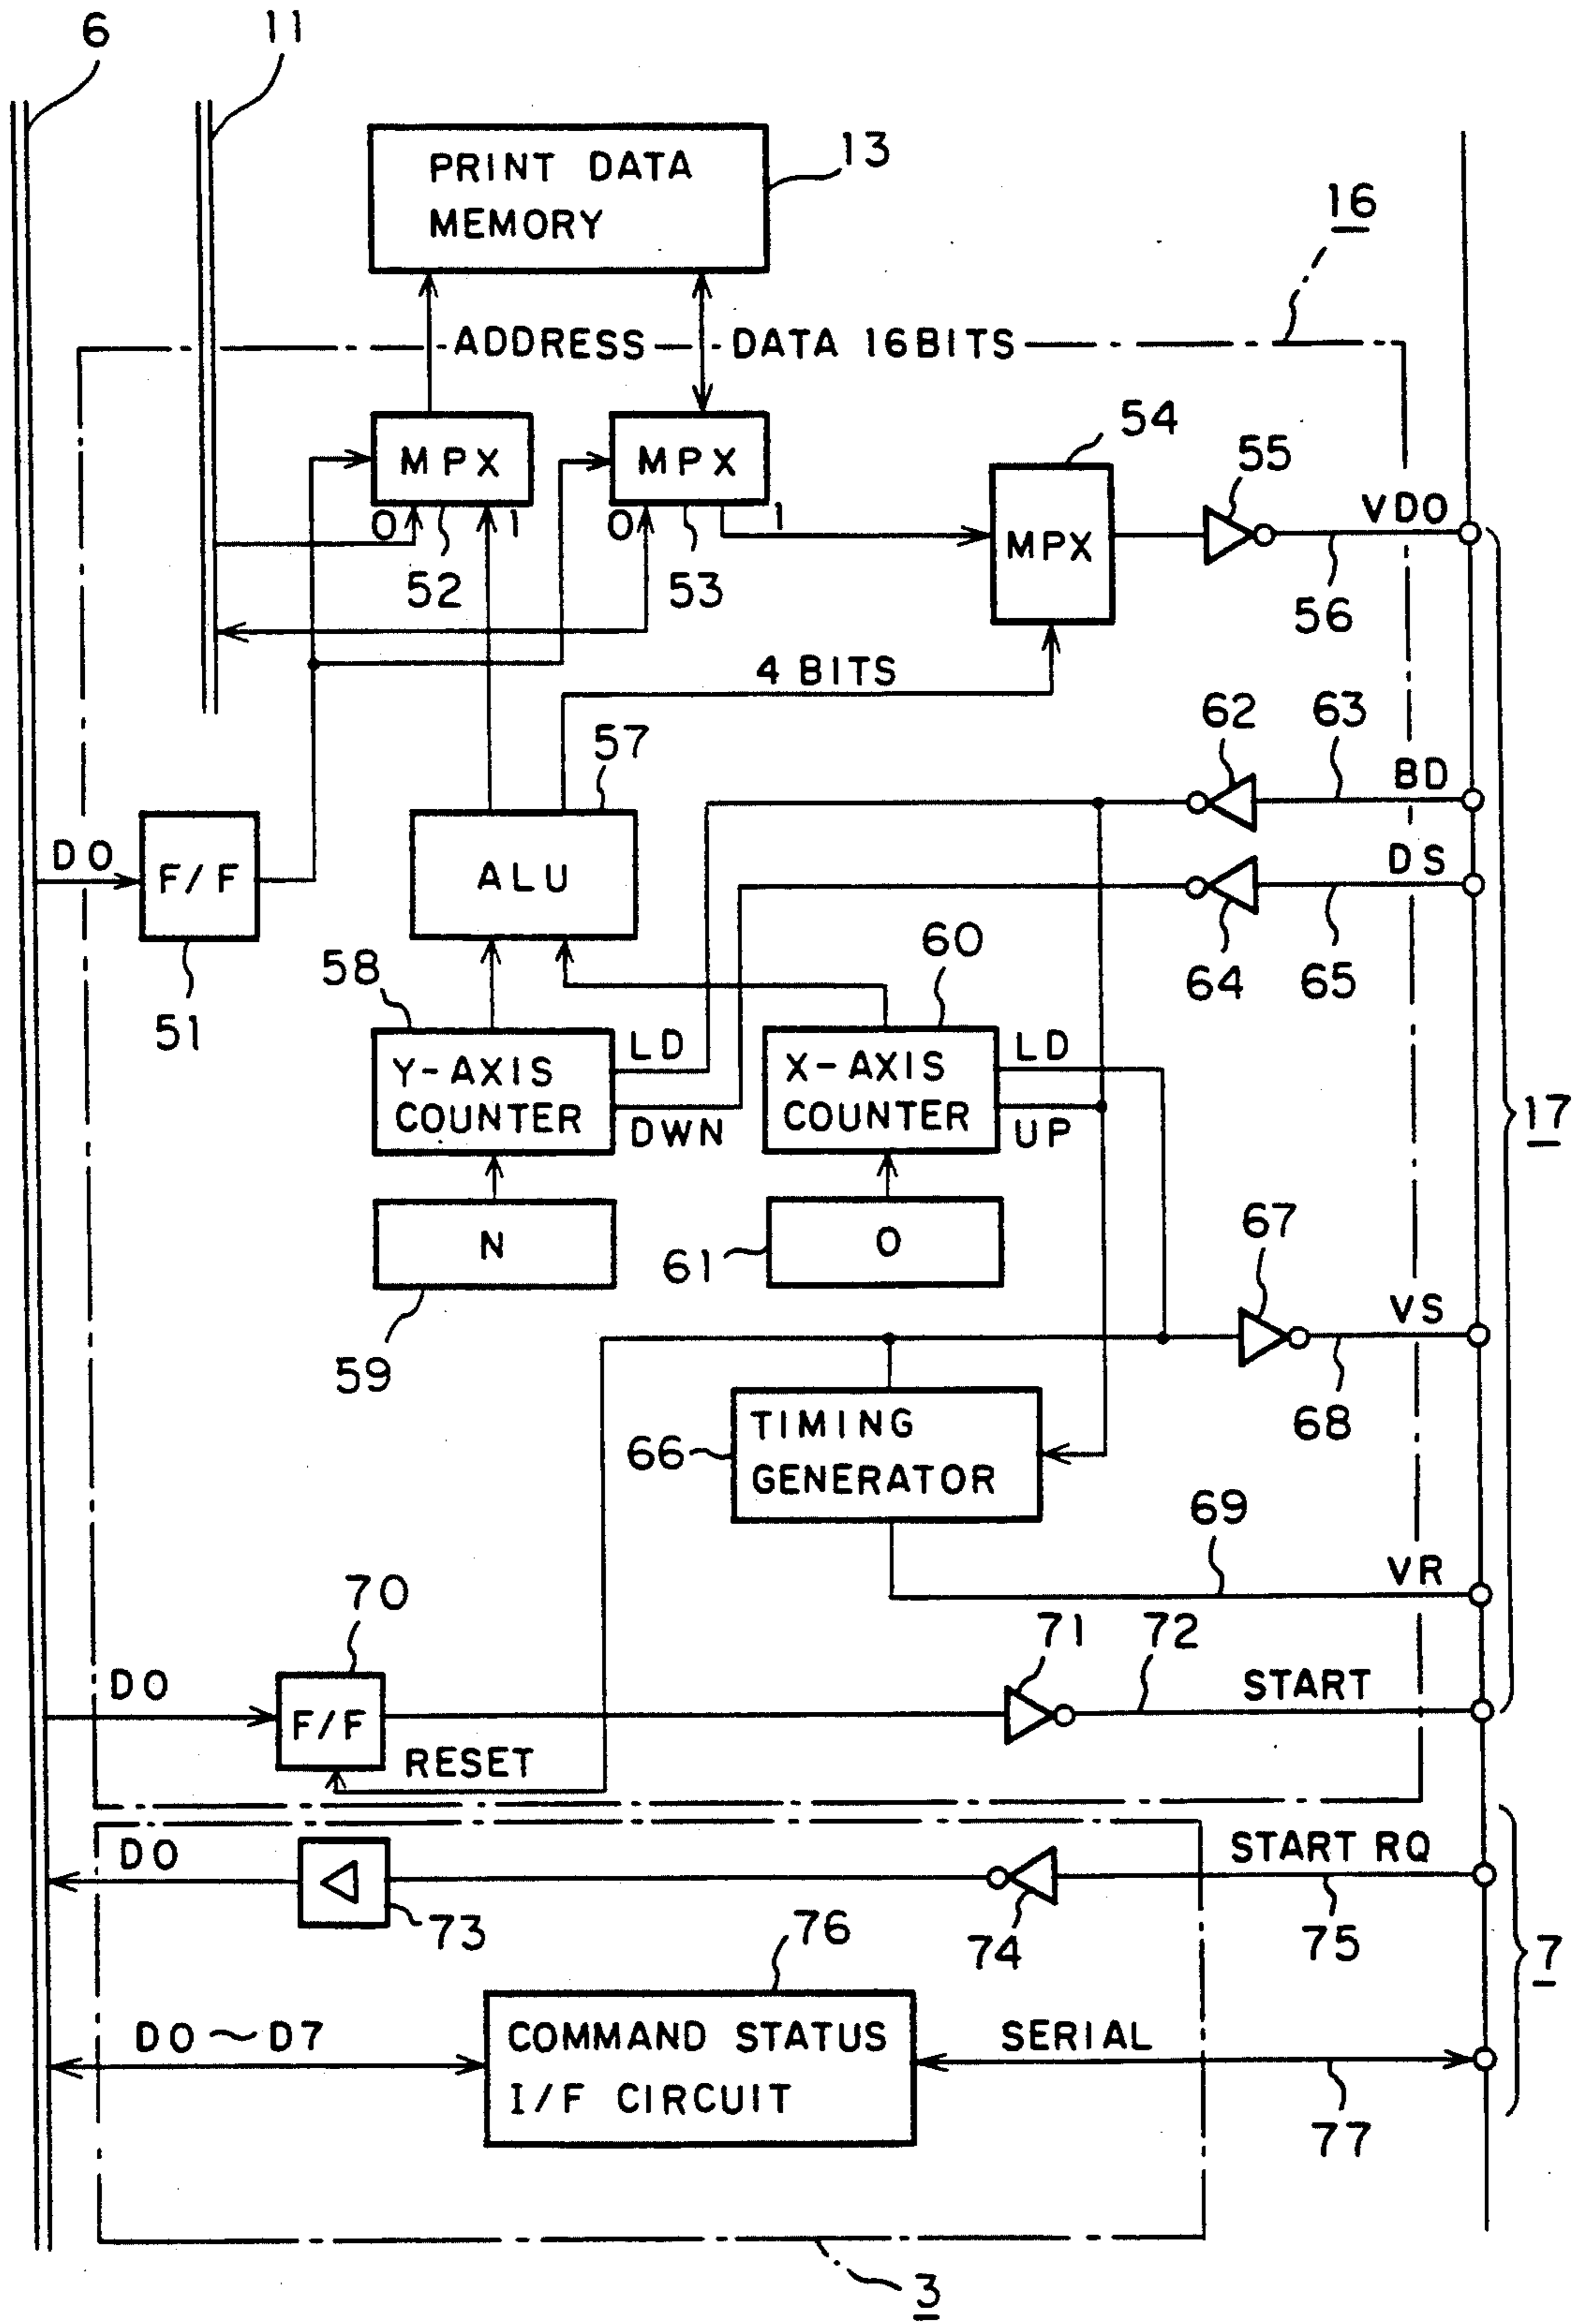 6
11
PRINT DATA
MEMORY
13
16
ADDRESS
DATA 16BITS
MPX
0
1
52
MPX
0
1
53
54
MPX
55
VDO
56
4 BITS
57
ALU
62
63
BD
DS
64
65
DO
F/F
51
58
Y-AXIS
COUNTER
LD
DWN
60
X-AXIS
COUNTER
LD
UP
17
N
59
61
0
67
VS
68
66
TIMING
GENERATOR
69
VR
70
DO
F/F
RESET
71
72
START
DO
73
74
START RQ
75
76
7
DO~D7
COMMAND STATUS
I/F CIRCUIT
SERIAL
77
3